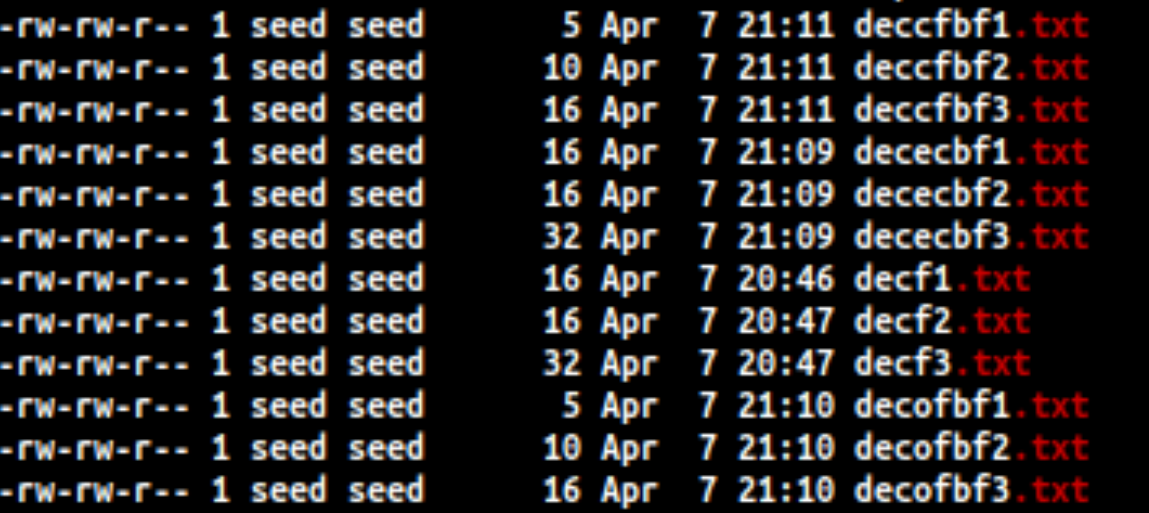 -rw-rw-r-- 1 seed seed       5 Apr  7 21:11 deccfbf1.txt
-rw-rw-r-- 1 seed seed      10 Apr  7 21:11 deccfbf2.txt
-rw-rw-r-- 1 seed seed      16 Apr  7 21:11 deccfbf3.txt
-rw-rw-r-- 1 seed seed      16 Apr  7 21:09 dececbf1.txt
-rw-rw-r-- 1 seed seed      16 Apr  7 21:09 dececbf2.txt
-rw-rw-r-- 1 seed seed      32 Apr  7 21:09 dececbf3.txt
-rw-rw-r-- 1 seed seed      16 Apr  7 20:46 decf1.txt
-rw-rw-r-- 1 seed seed      16 Apr  7 20:47 decf2.txt
-rw-rw-r-- 1 seed seed      32 Apr  7 20:47 decf3.txt
-rw-rw-r-- 1 seed seed       5 Apr  7 21:10 decofbf1.txt
-rw-rw-r-- 1 seed seed      10 Apr  7 21:10 decofbf2.txt
-rw-rw-r-- 1 seed seed      16 Apr  7 21:10 decofbf3.txt